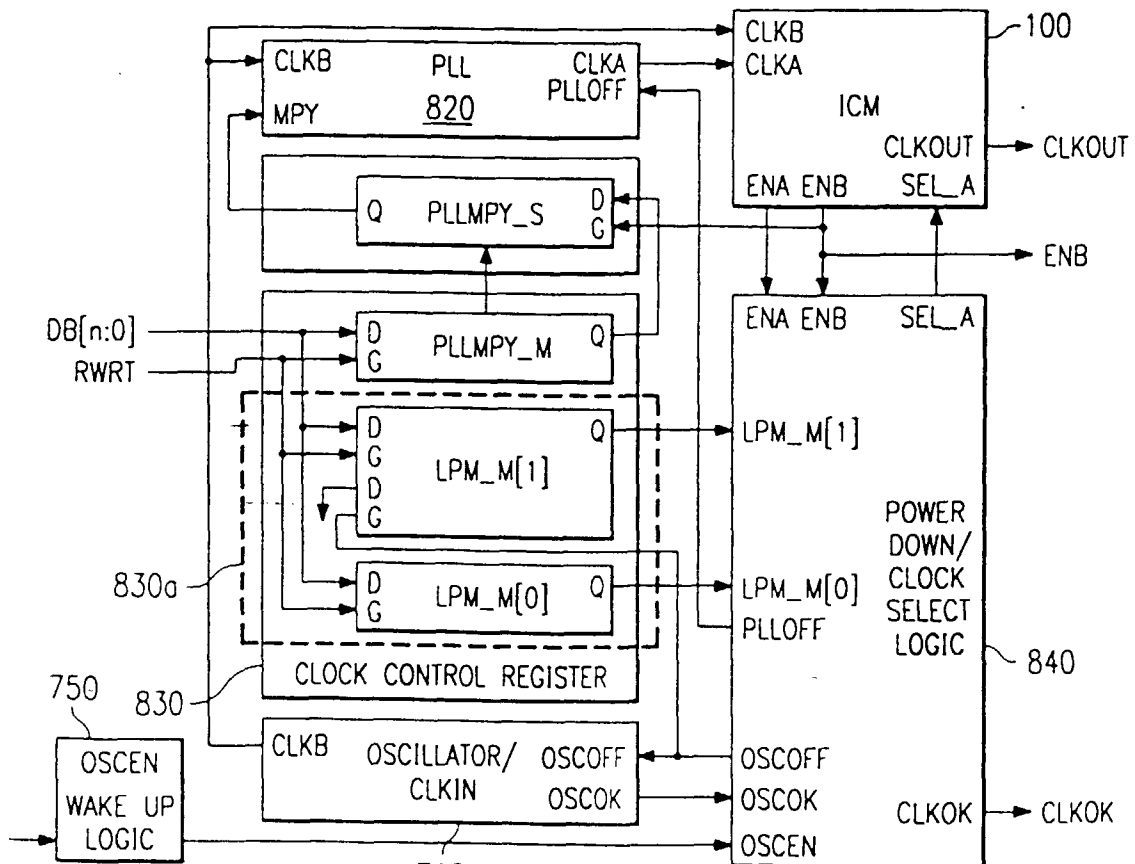 100
CLKB
CLKA
ICM
CLKOUT
CLKOUT
ENA ENB SEL_A
CLKB PLL CLKA
PLLOFF
820
MPY
Q PLLMPY_S D
G
ENB
DB[n:0]
RWRT
D PLLMPY_M Q
G
D Q
G
LPM_M[1]
D
G
D LPM_M[0] Q
G
830a
CLOCK CONTROL REGISTER
830
ENA ENB SEL_A
LPM_M[1]
POWER
DOWN/
CLOCK
SELECT
LOGIC
LPM_M[0]
PLLOFF
840
OSCOFF
OSCOK
CLKOK
CLKOK
OSCEN
750
OSCEN
WAKE UP
LOGIC
CLKB OSCILLATOR/
CLKIN
OSCOFF
OSCOK